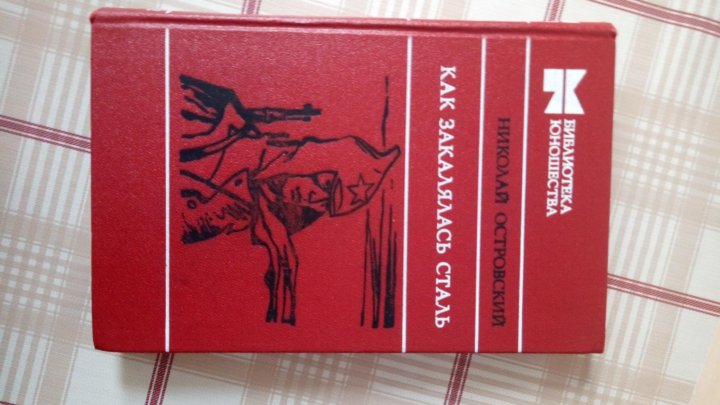 БИБЛИОТЕКА
ЮНОШЕСТВА
НИКОЛАЙ ОСТРОВСКИЙ
КАК ЗАКАЛЯЛАСЬ СТАЛЬ